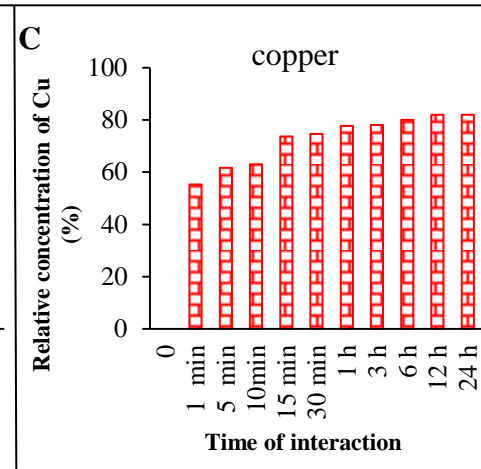 C
copper
Relative concentration of Cu
(%)
100
80
60
40
20
0
0
1 min
5 min
10min
15 min
30 min
1 h
3 h
6 h
12 h
24 h
Time of interaction